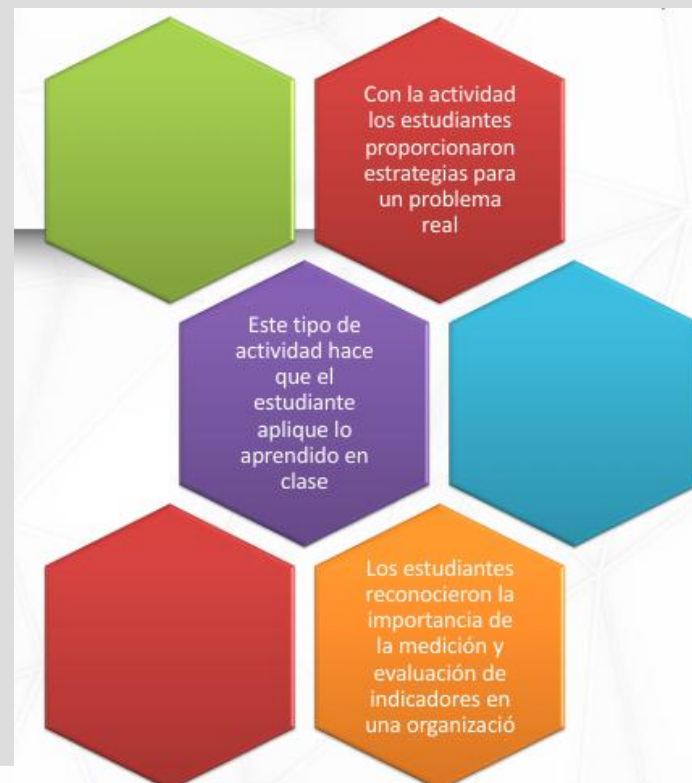 Con la actividad
los estudiantes
proporcionaron
estrategias para
un problema
real
Este tipo de
actividad hace
que el
estudiante
aplique lo
aprendido en
clase
Los estudiantes
reconocieron la
importancia de
la medición y
evaluación de
indicadores en
una organizació